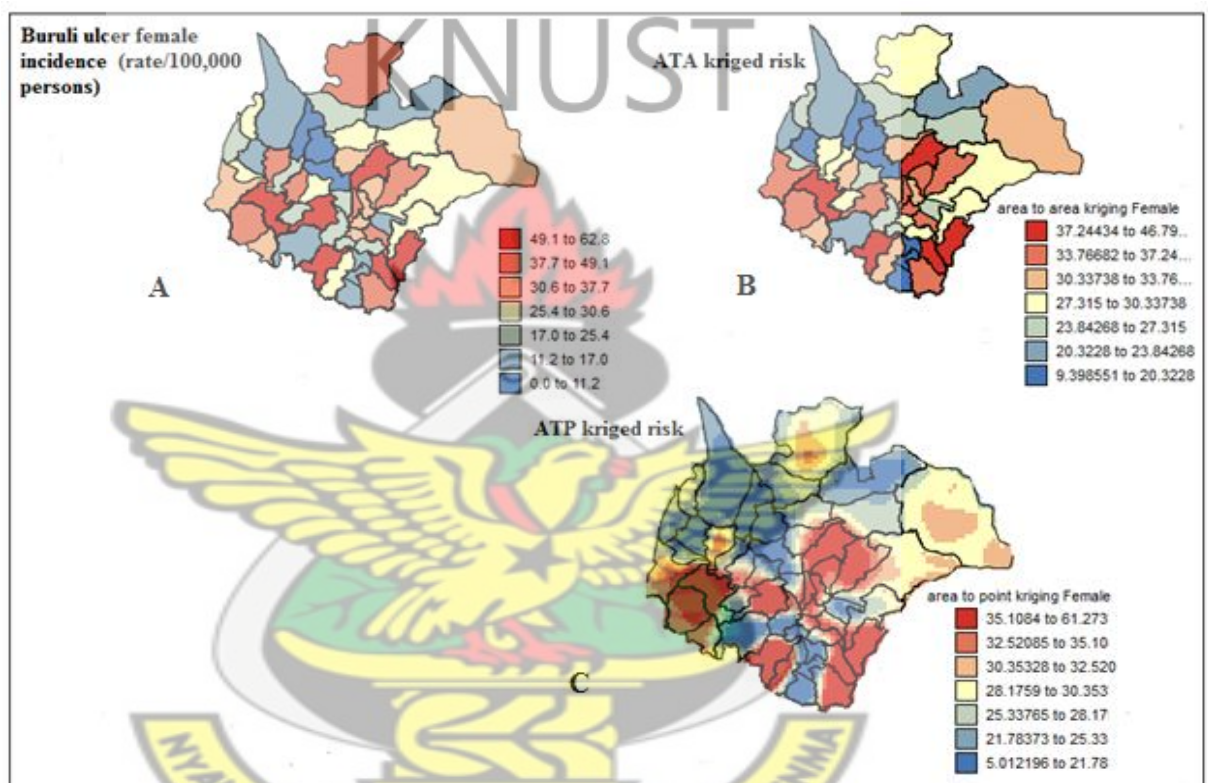 KNUST
Buruli ulcer female
incidence (rate/100,000
persons)
ATA kriged risk
A
49.1 to 62.8
37.7 to 49.1
30.6 to 37.7
25.4 to 30.6
17.0 to 25.4
11.2 to 17.0
0.0 to 11.2
B
area to area kriging Female
37.24434 to 46.79..
33.76682 to 37.24...
30.33738 to 33.76...
27.315 to 30.33738
23.84268 to 27.315
20.3228 to 23.84268
9.398551 to 20.3228
ATP kriged risk
C
area to point kriging Female
35.1084 to 61.273
32.52085 to 35.10
30.35328 to 32.520
28.1759 to 30.353
25.33765 to 28.17
21.78373 to 25.33
5.012196 to 21.78